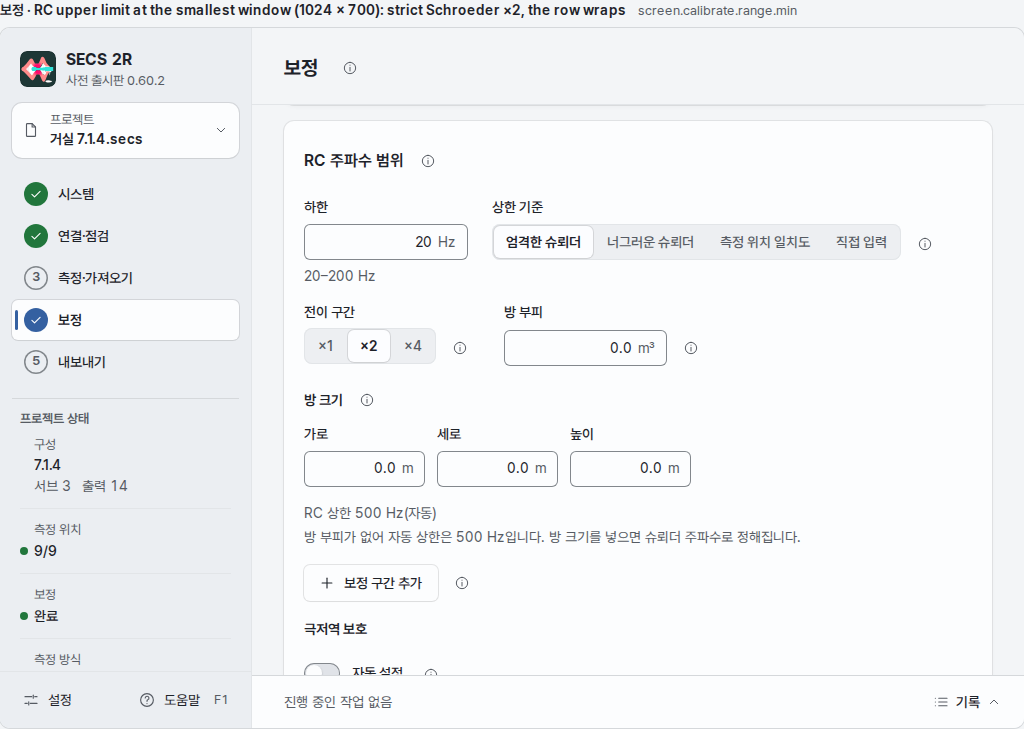 보정 · RC upper limit at the smallest window (1024 × 700): strict Schroeder ×2, the row wraps screen.calibrate.range.min
SECS 2R
사전 출시판 0.60.2
프로젝트
거실 7.1.4.secs
시스템
연결·점검
3 측정·가져오기
보정
5 내보내기
프로젝트 상태
구성
7.1.4
서브 3 출력 14
측정 위치
9/9
보정
완료
측정 방식
설정 도움말 F1
보정
RC 주파수 범위
하한 상한 기준
20 Hz 엄격한 슈뢰더 너그러운 슈뢰더 측정 위치 일치도 직접 입력
20–200 Hz
전이 구간 방 부피
×1 ×2 ×4 0.0 m³
방 크기
가로 세로 높이
0.0 m 0.0 m 0.0 m
RC 상한 500 Hz(자동)
방 부피가 없어 자동 상한은 500 Hz입니다. 방 크기를 넣으면 슈뢰더 주파수로 정해집니다.
보정 구간 추가
극저역 보호
자동 설정
진행 중인 작업 없음 기록